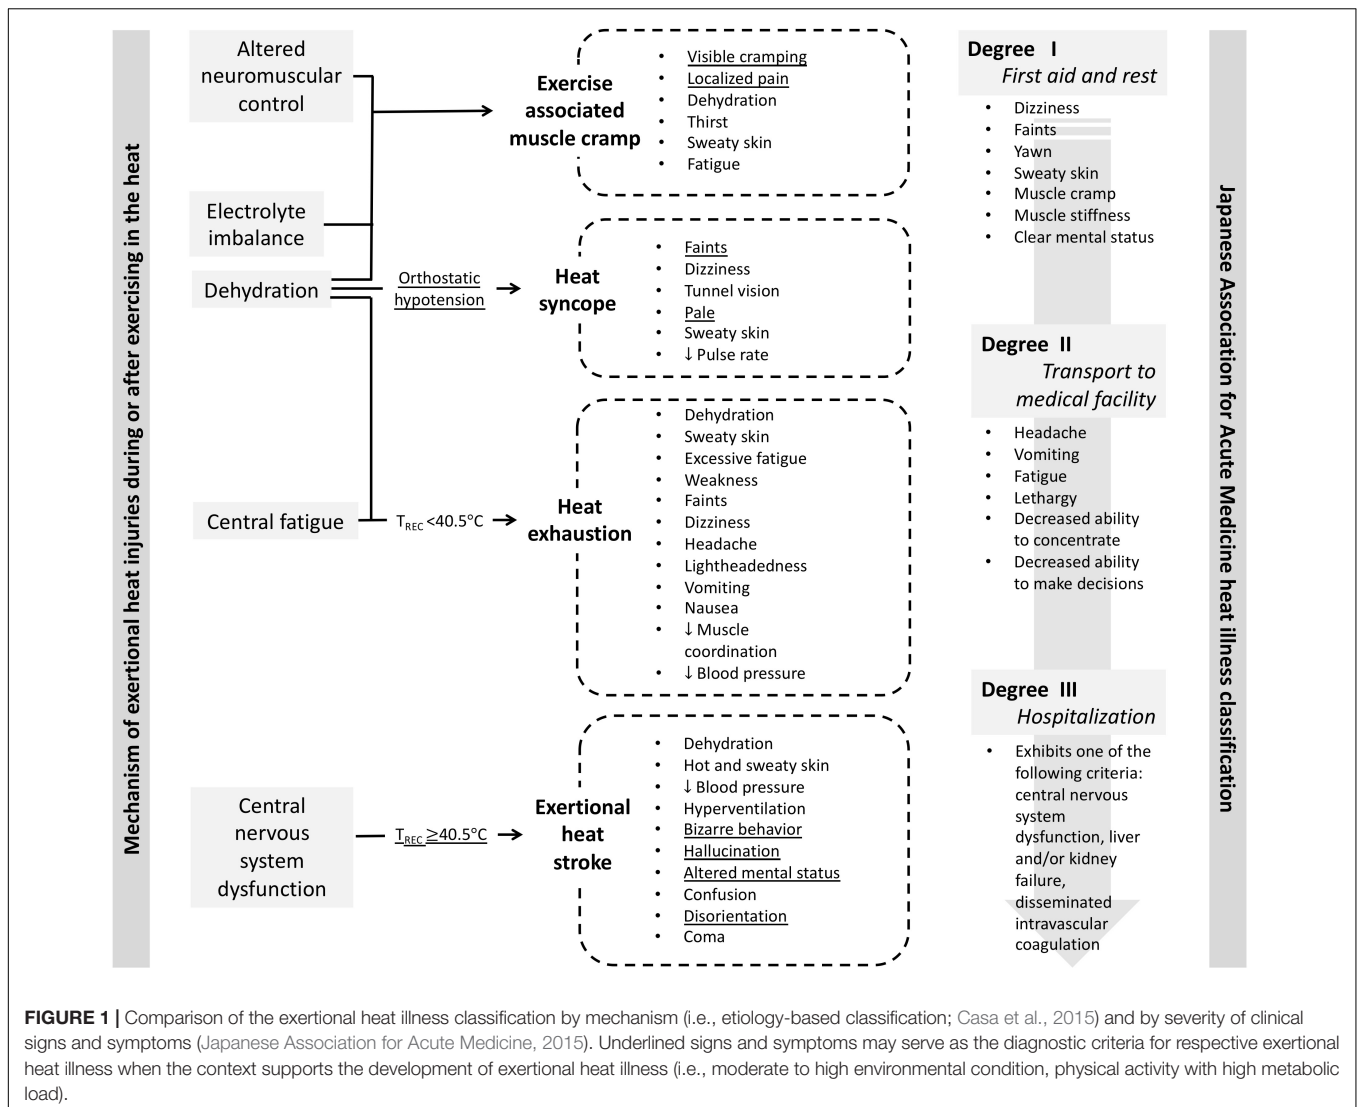 Mechanism of exertional heat injuries during or after exercising in the heat
Altered
neuromuscular
control
Electrolyte
imbalance
Dehydration
Orthostatic
hypotension
Central fatigue
TREC <40.5°C
Central
nervous
system
dysfunction
TREC ≧40.5°C
Exercise
associated
muscle cramp
• Visible cramping
• Localized pain
• Dehydration
• Thirst
• Sweaty skin
• Fatigue
Heat
syncope
• Faints
• Dizziness
• Tunnel vision
• Pale
• Sweaty skin
• ↓ Pulse rate
Heat
exhaustion
• Dehydration
• Sweaty skin
• Excessive fatigue
• Weakness
• Faints
• Dizziness
• Headache
• Lightheadedness
• Vomiting
• Nausea
• ↓ Muscle
coordination
• ↓ Blood pressure
Exertional
heat
stroke
• Dehydration
• Hot and sweaty skin
• ↓ Blood pressure
• Hyperventilation
• Bizarre behavior
• Hallucination
• Altered mental status
• Confusion
• Disorientation
• Coma
Degree I
First aid and rest
• Dizziness
• Faints
• Yawn
• Sweaty skin
• Muscle cramp
• Muscle stiffness
• Clear mental status
Degree II
Transport to
medical facility
• Headache
• Vomiting
• Fatigue
• Lethargy
• Decreased ability
to concentrate
• Decreased ability
to make decisions
Degree III
Hospitalization
• Exhibits one of the
following criteria:
central nervous
system
dysfunction, liver
and/or kidney
failure,
disseminated
intravascular
coagulation
Japanese Association for Acute Medicine heat illness classification
FIGURE 1 | Comparison of the exertional heat illness classification by mechanism (i.e., etiology-based classification; Casa et al., 2015) and by severity of clinical
signs and symptoms (Japanese Association for Acute Medicine, 2015). Underlined signs and symptoms may serve as the diagnostic criteria for respective exertional
heat illness when the context supports the development of exertional heat illness (i.e., moderate to high environmental condition, physical activity with high metabolic
load).